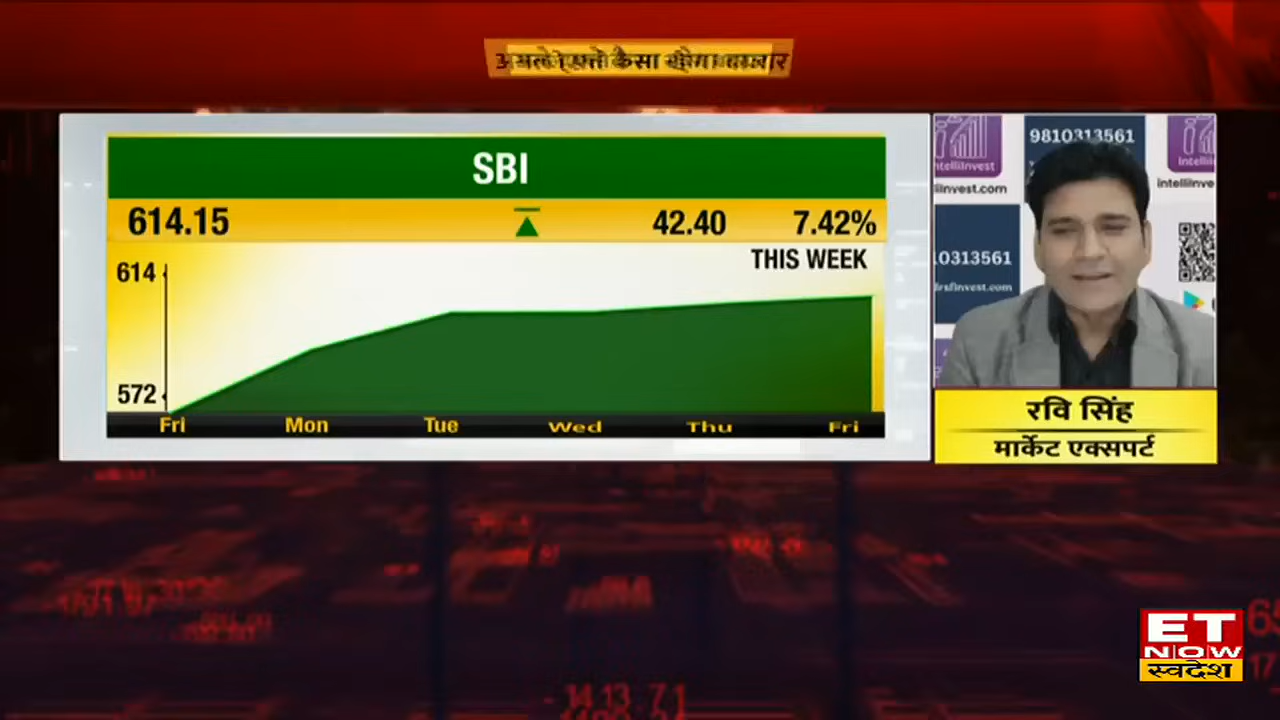 SBI
614.15 42.40 7.42%
THIS WEEK
614
572
Fri Mon Tue Wed Thu Fri
9810313561
intelliinvest.com
10313561
रवि सिंह
मार्केट एक्सपर्ट
ET
NOW
स्वदेश